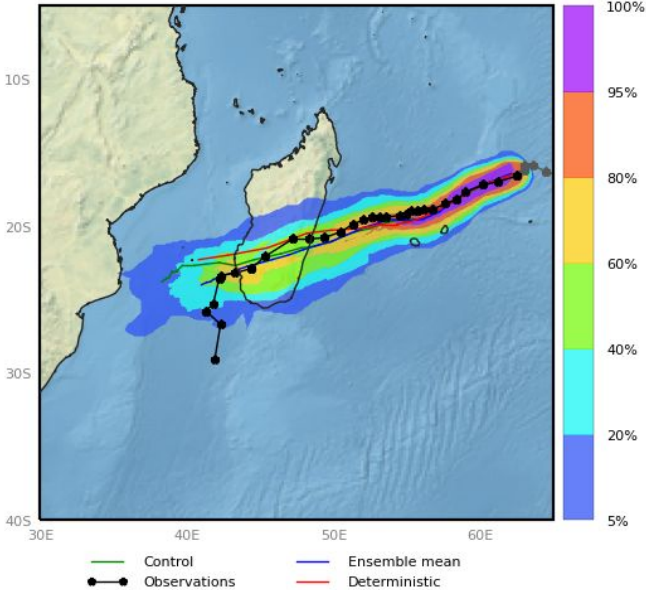 100%
10S
95%
80%
20S
60%
40%
30S
20%
40S
5%
30E 40E 50E 60E
Control Ensemble mean
Observations Deterministic